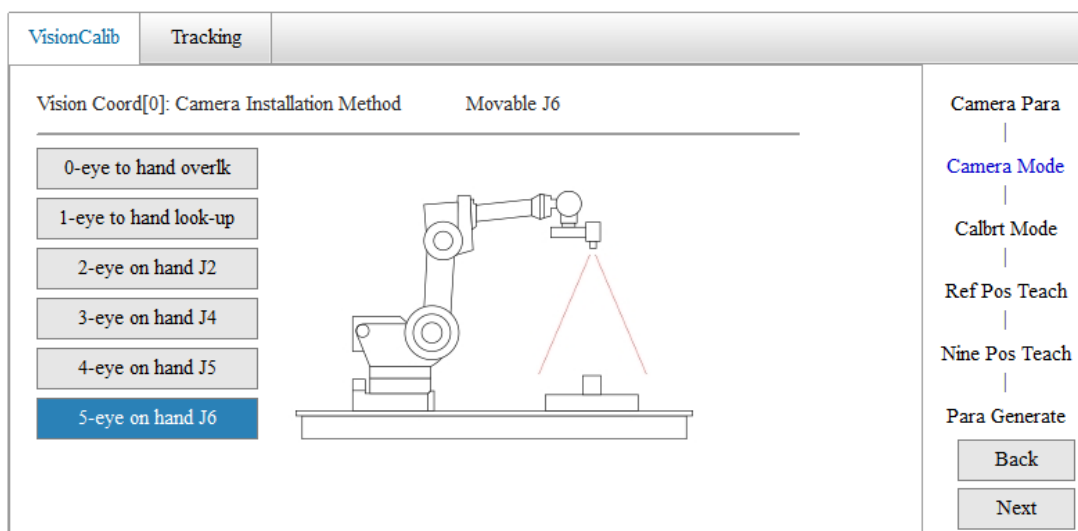 VisionCalib
Tracking
Vision Coord[0]: Camera Installation Method
Movable J6
0-eye to hand overlk
1-eye to hand look-up
2-eye on hand J2
3-eye on hand J4
4-eye on hand J5
5-eye on hand J6
Camera Para
Camera Mode
Calbrt Mode
Ref Pos Teach
Nine Pos Teach
Para Generate
Back
Next